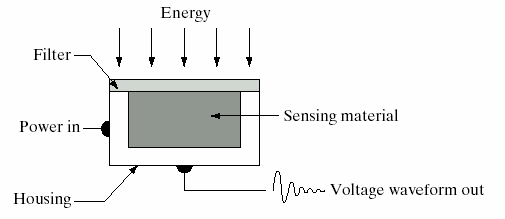 Energy
Filter
Sensing material
Power in
Housing
Voltage waveform out